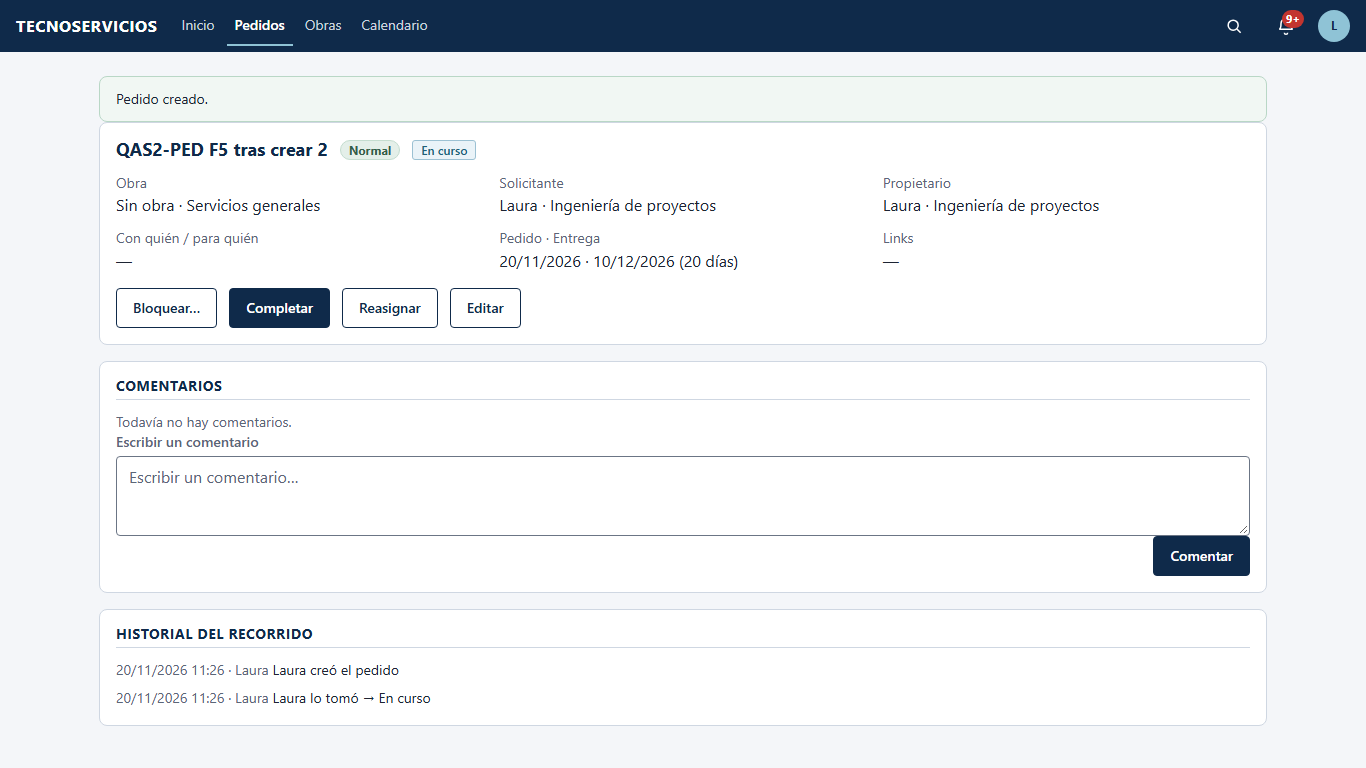 TECNOSERVICIOS Inicio Pedidos Obras Calendario 9+ L
Pedido creado.
QAS2-PED F5 tras crear 2 Normal En curso
Obra Solicitante Propietario
Sin obra · Servicios generales Laura · Ingeniería de proyectos Laura · Ingeniería de proyectos
Con quién / para quién Pedido · Entrega Links
— 20/11/2026 · 10/12/2026 (20 días) —
Bloquear... Completar Reasignar Editar
COMENTARIOS
Todavía no hay comentarios.
Escribir un comentario
Escribir un comentario...
Comentar
HISTORIAL DEL RECORRIDO
20/11/2026 11:26 · Laura Laura creó el pedido
20/11/2026 11:26 · Laura Laura lo tomó → En curso